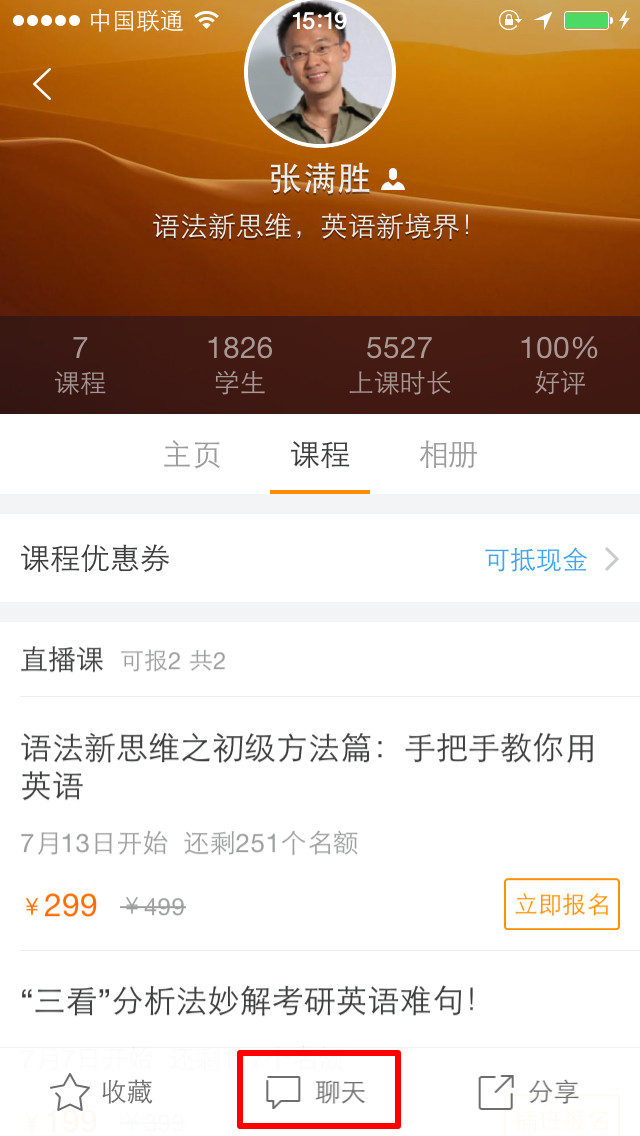 中国联通 15:19
张满胜
语法新思维，英语新境界！
7 1826 5527 100%
课程 学生 上课时长 好评
主页 课程 相册
课程优惠券 可抵现金
直播课 可报2 共2
语法新思维之初级方法篇：手把手教你用
英语
7月13日开始 还剩251个名额
¥299 ¥499 立即报名
“三看”分析法妙解考研英语难句！
收藏 聊天 分享